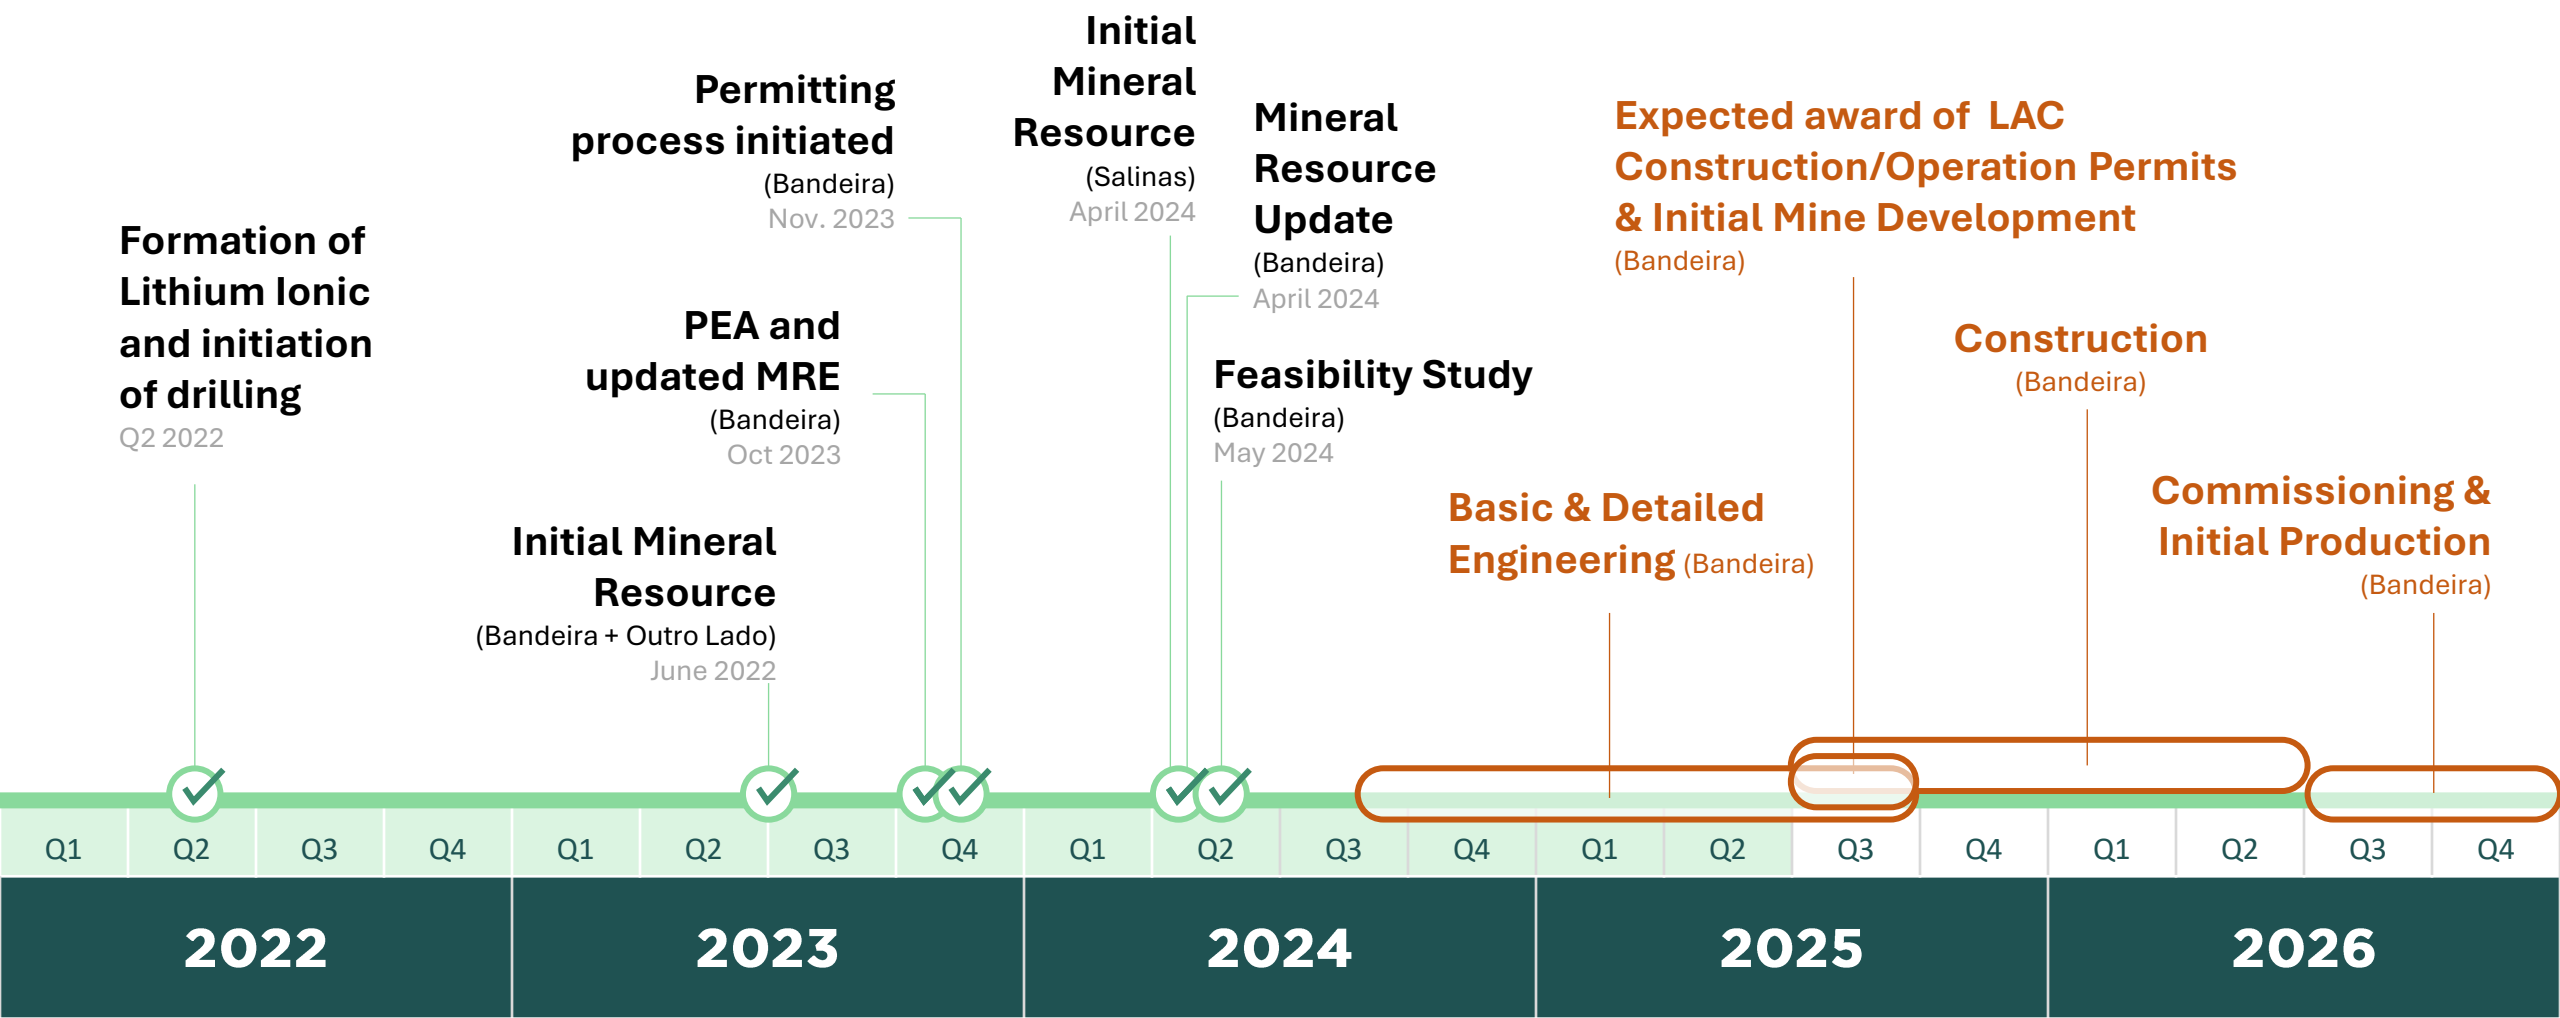 Formation of
Lithium Ionic
and initiation
of drilling
Q2 2022
Initial Mineral
Resource
(Bandeira + Outro Lado)
June 2022
PEA and
updated MRE
(Bandeira)
Oct 2023
Permitting
process initiated
(Bandeira)
Nov. 2023
Initial
Mineral
Resource
(Salinas)
April 2024
Mineral
Resource
Update
(Bandeira)
April 2024
Feasibility Study
(Bandeira)
May 2024
Basic & Detailed
Engineering (Bandeira)
Expected award of LAC
Construction/Operation Permits
& Initial Mine Development
(Bandeira)
Construction
(Bandeira)
Commissioning &
Initial Production
(Bandeira)
Q1 Q2 Q3 Q4 Q1 Q2 Q3 Q4 Q1 Q2 Q3 Q4 Q1 Q2 Q3 Q4 Q1 Q2 Q3 Q4
2022 2023 2024 2025 2026